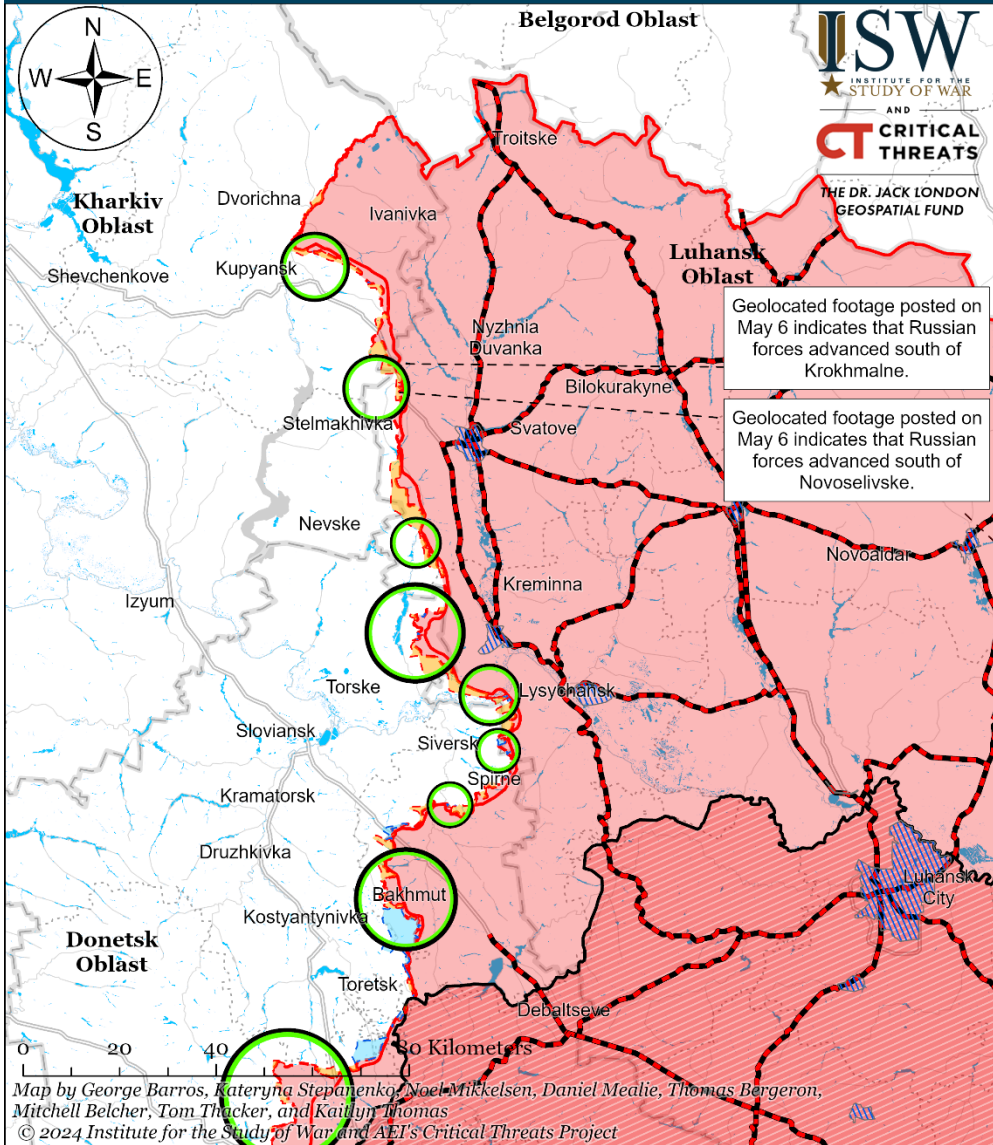 Belgorod Oblast
N
W E
S
ISW
INSTITUTE FOR THE
STUDY OF WAR
AND
CT CRITICAL
THREATS
THE DR. JACK LONDON
GEOSPATIAL FUND
Troitske
Dvorichna
Kharkiv
Oblast
Ivanivka
Luhansk
Oblast
Shevchenkove
Kupyansk
Geolocated footage posted on
May 6 indicates that Russian
forces advanced south of
Krokhmalne.
Nyzhnia
Duvanka
Bilokurakyne
Geolocated footage posted on
May 6 indicates that Russian
forces advanced south of
Novoselivske.
Stelmakhivka
Svatove
Nevske
Novoaldar
Kreminna
Izyum
Torske
Lysychansk
Sloviansk
Siversk
Spirne
Kramatorsk
Druzhkivka
Bakhmut
Luhansk
City
Kostyantynivka
Donetsk
Oblast
Toretsk
Debaltseve
0 20 40 80 Kilometers
Map by George Barros, Kateryna Stepanenko, Noel Mikkelsen, Daniel Mealie, Thomas Bergeron,
Mitchell Belcher, Tom Thacker, and Kaitlyn Thomas
© 2024 Institute for the Study of War and AEI's Critical Threats Project